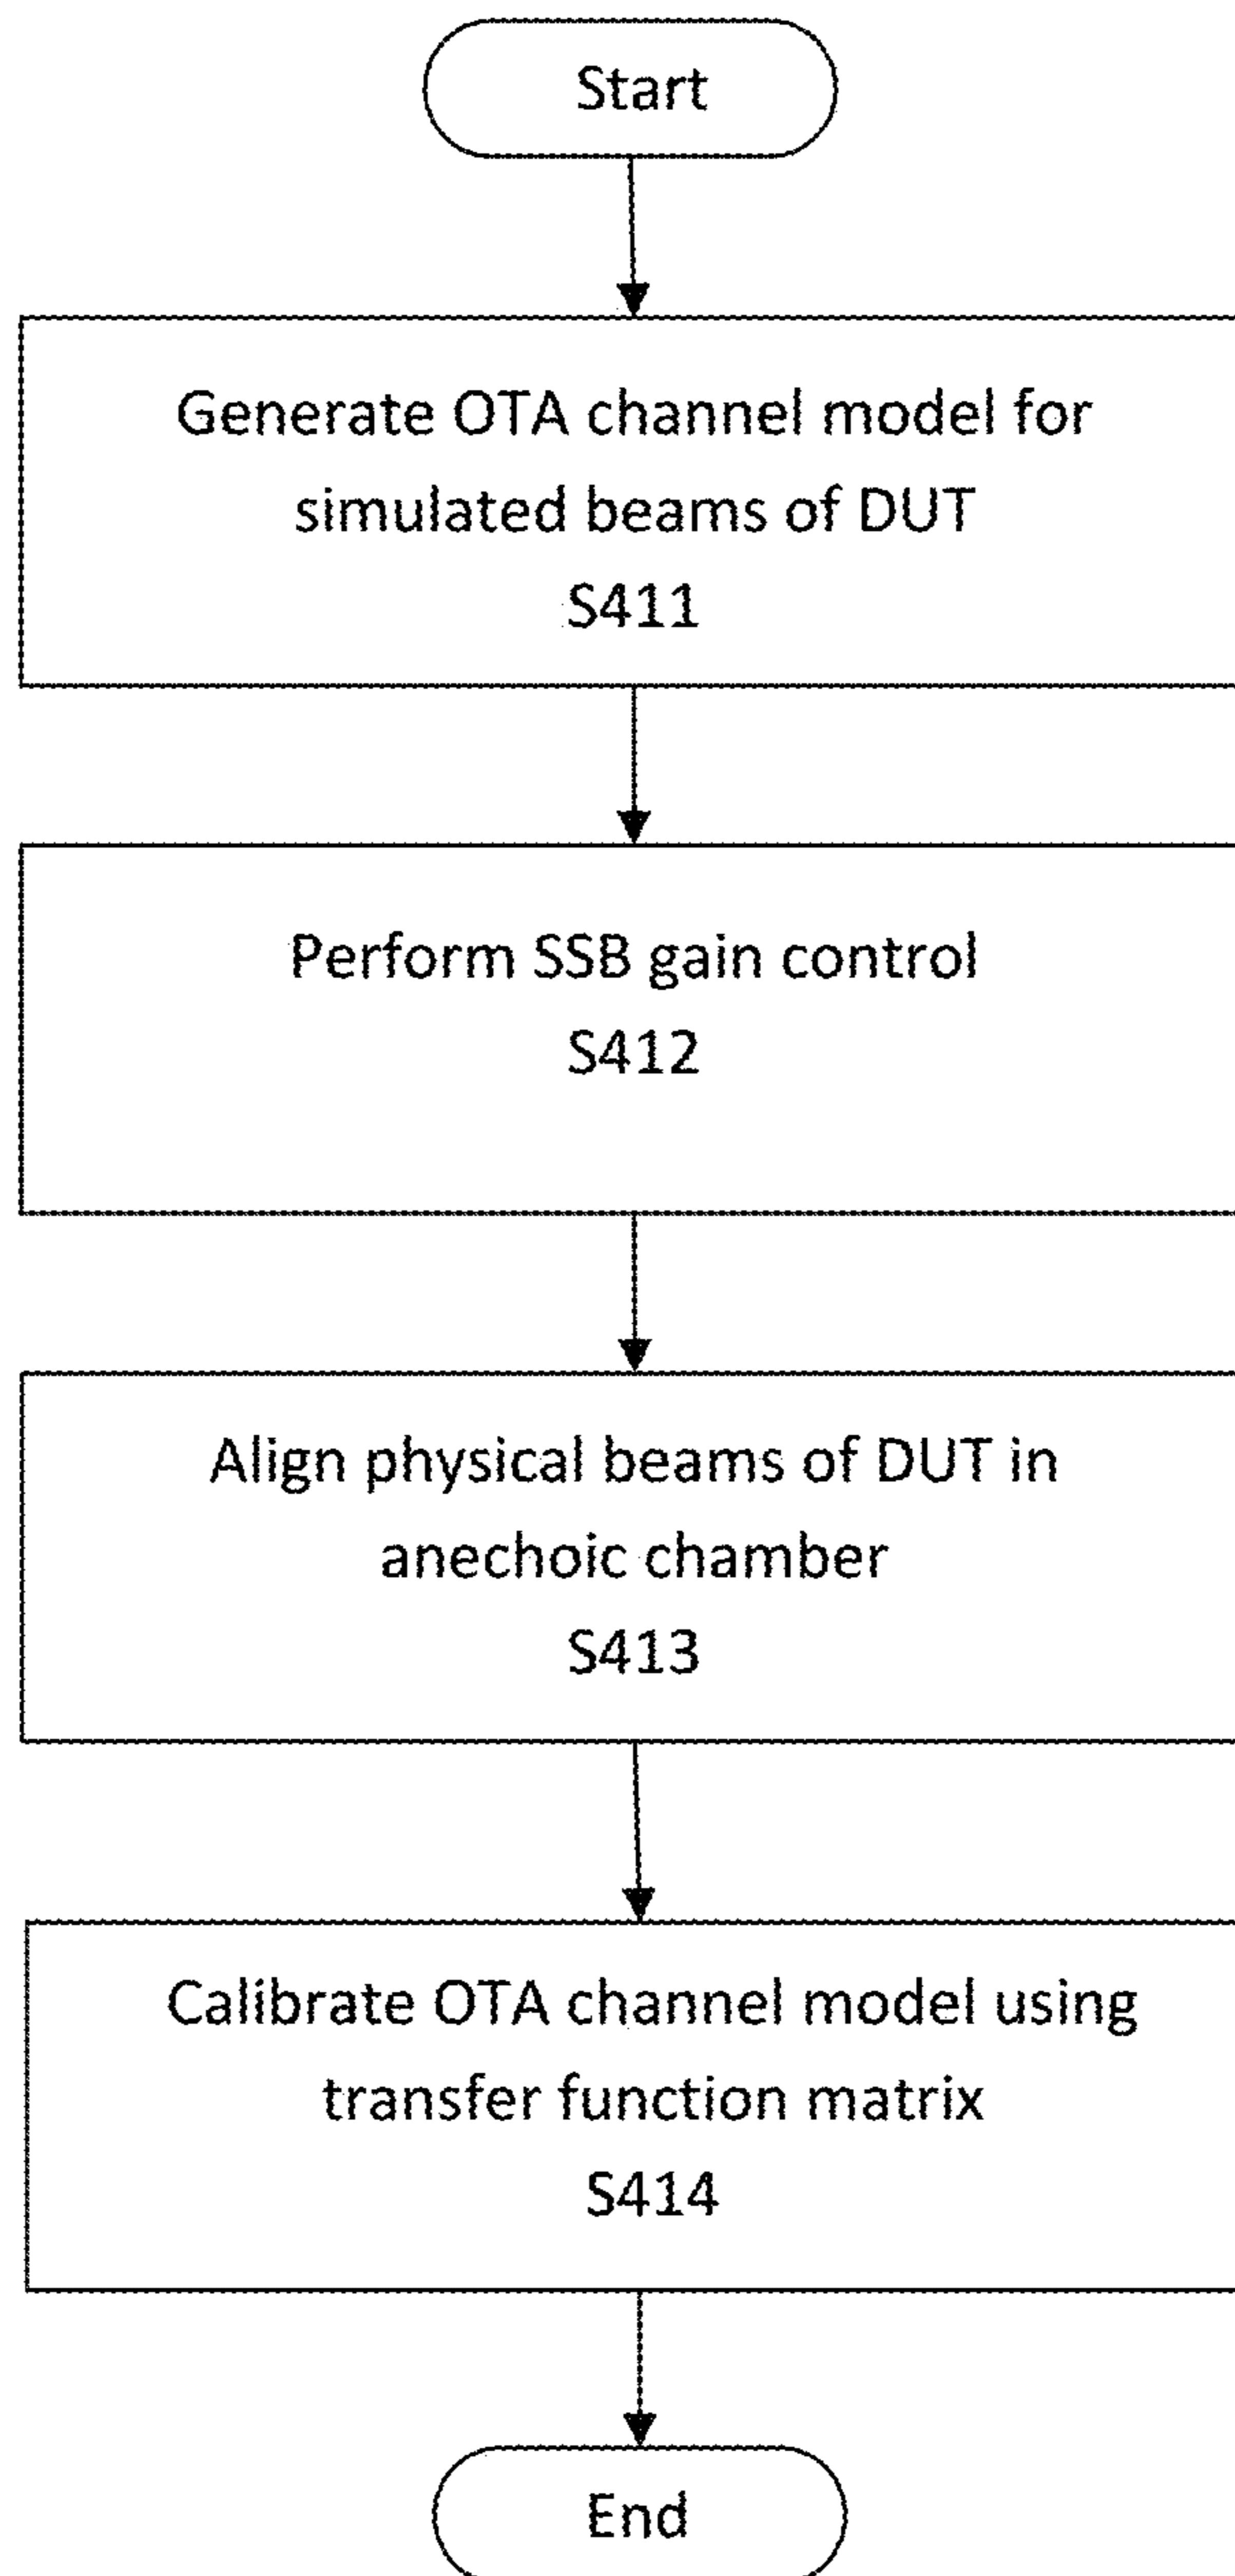 Start
Generate OTA channel model for
simulated beams of DUT
S411
Perform SSB gain control
S412
Align physical beams of DUT in
anechoic chamber
S413
Calibrate OTA channel model using
transfer function matrix
S414
End